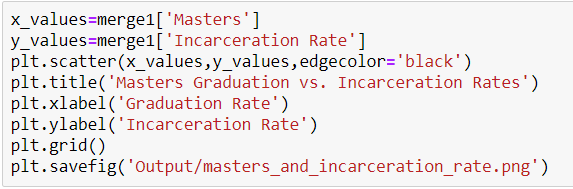 x_values=merge1['Masters']
y_values=merge1['Incarceration Rate']
plt.scatter(x_values,y_values,edgecolor='black')
plt.title('Masters Graduation vs. Incarceration Rates')
plt.xlabel('Graduation Rate')
plt.ylabel('Incarceration Rate')
plt.grid()
plt.savefig('Output/masters_and_incarceration_rate.png')